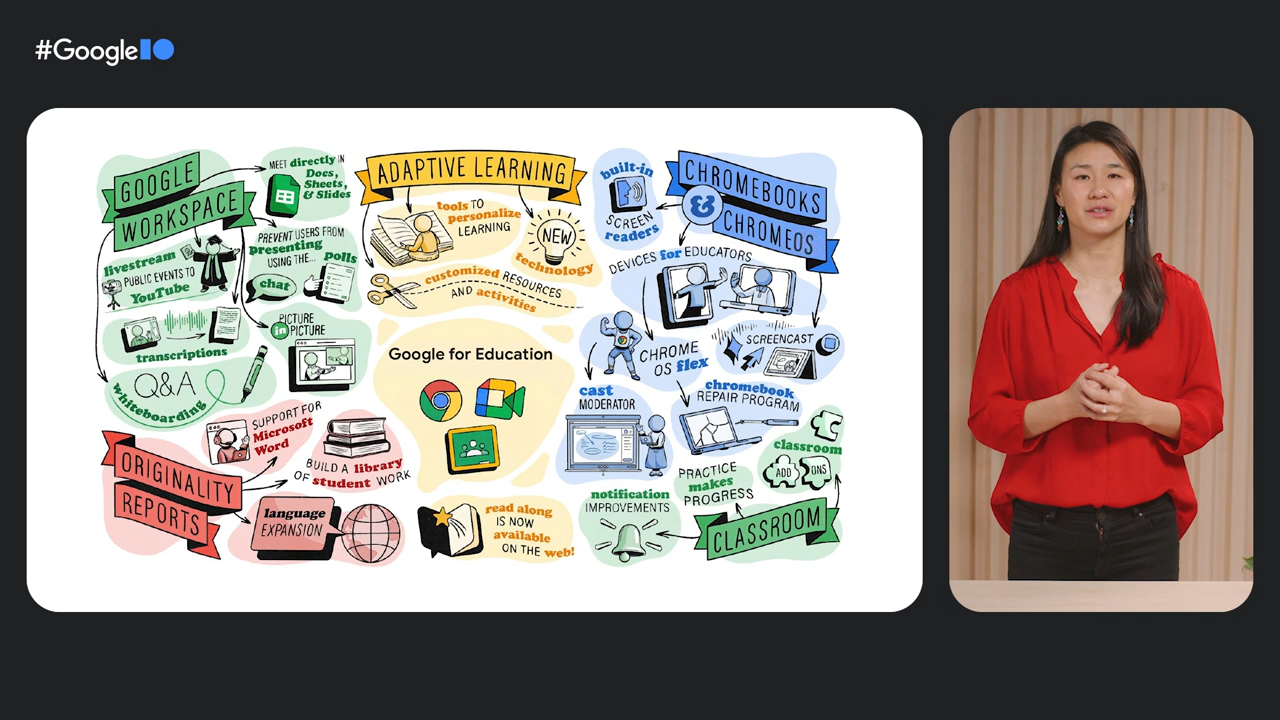 #GoogleIO
GOOGLE
WORKSPACE
MEET directly IN
Docs,
Sheets,
& Slides
PREVENT USERS FROM
presenting
USING THE...
polls
chat
livestream
PUBLIC EVENTS TO
YouTube
transcriptions
PICTURE
in PICTURE
Q&A
whiteboarding
ADAPTIVE LEARNING
tools TO
personalize
LEARNING
NEW
technology
customized RESOURCES
AND activities
Google for Education
built-in
SCREEN
readers
CHROMEBOOKS
&
CHROMEOS
DEVICES for EDUCATORS
CHROME
OS flex
SCREENCAST
cast
MODERATOR
chromebook
REPAIR PROGRAM
ORIGINALITY
REPORTS
SUPPORT FOR
Microsoft
Word
BUILD A library
OF student WORK
language
EXPANSION
read along
IS NOW
available
ON THE web!
notification
IMPROVEMENTS
PRACTICE
makes
PROGRESS
classroom
ADD ONS
CLASSROOM